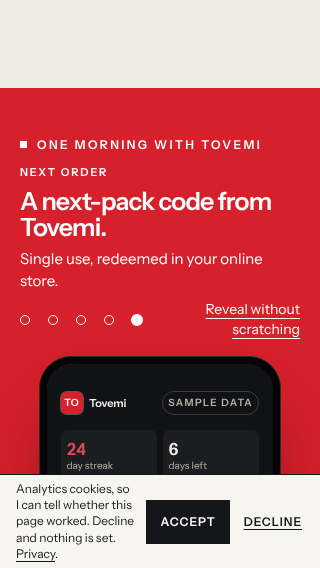 ONE MORNING WITH TOVEMI
NEXT ORDER
A next-pack code from
Tovemi.
Single use, redeemed in your online
store.
Reveal without
scratching
TO Tovemi SAMPLE DATA
24 6
day streak days left
Analytics cookies, so
I can tell whether this
page worked. Decline
and nothing is set.
Privacy.
ACCEPT DECLINE